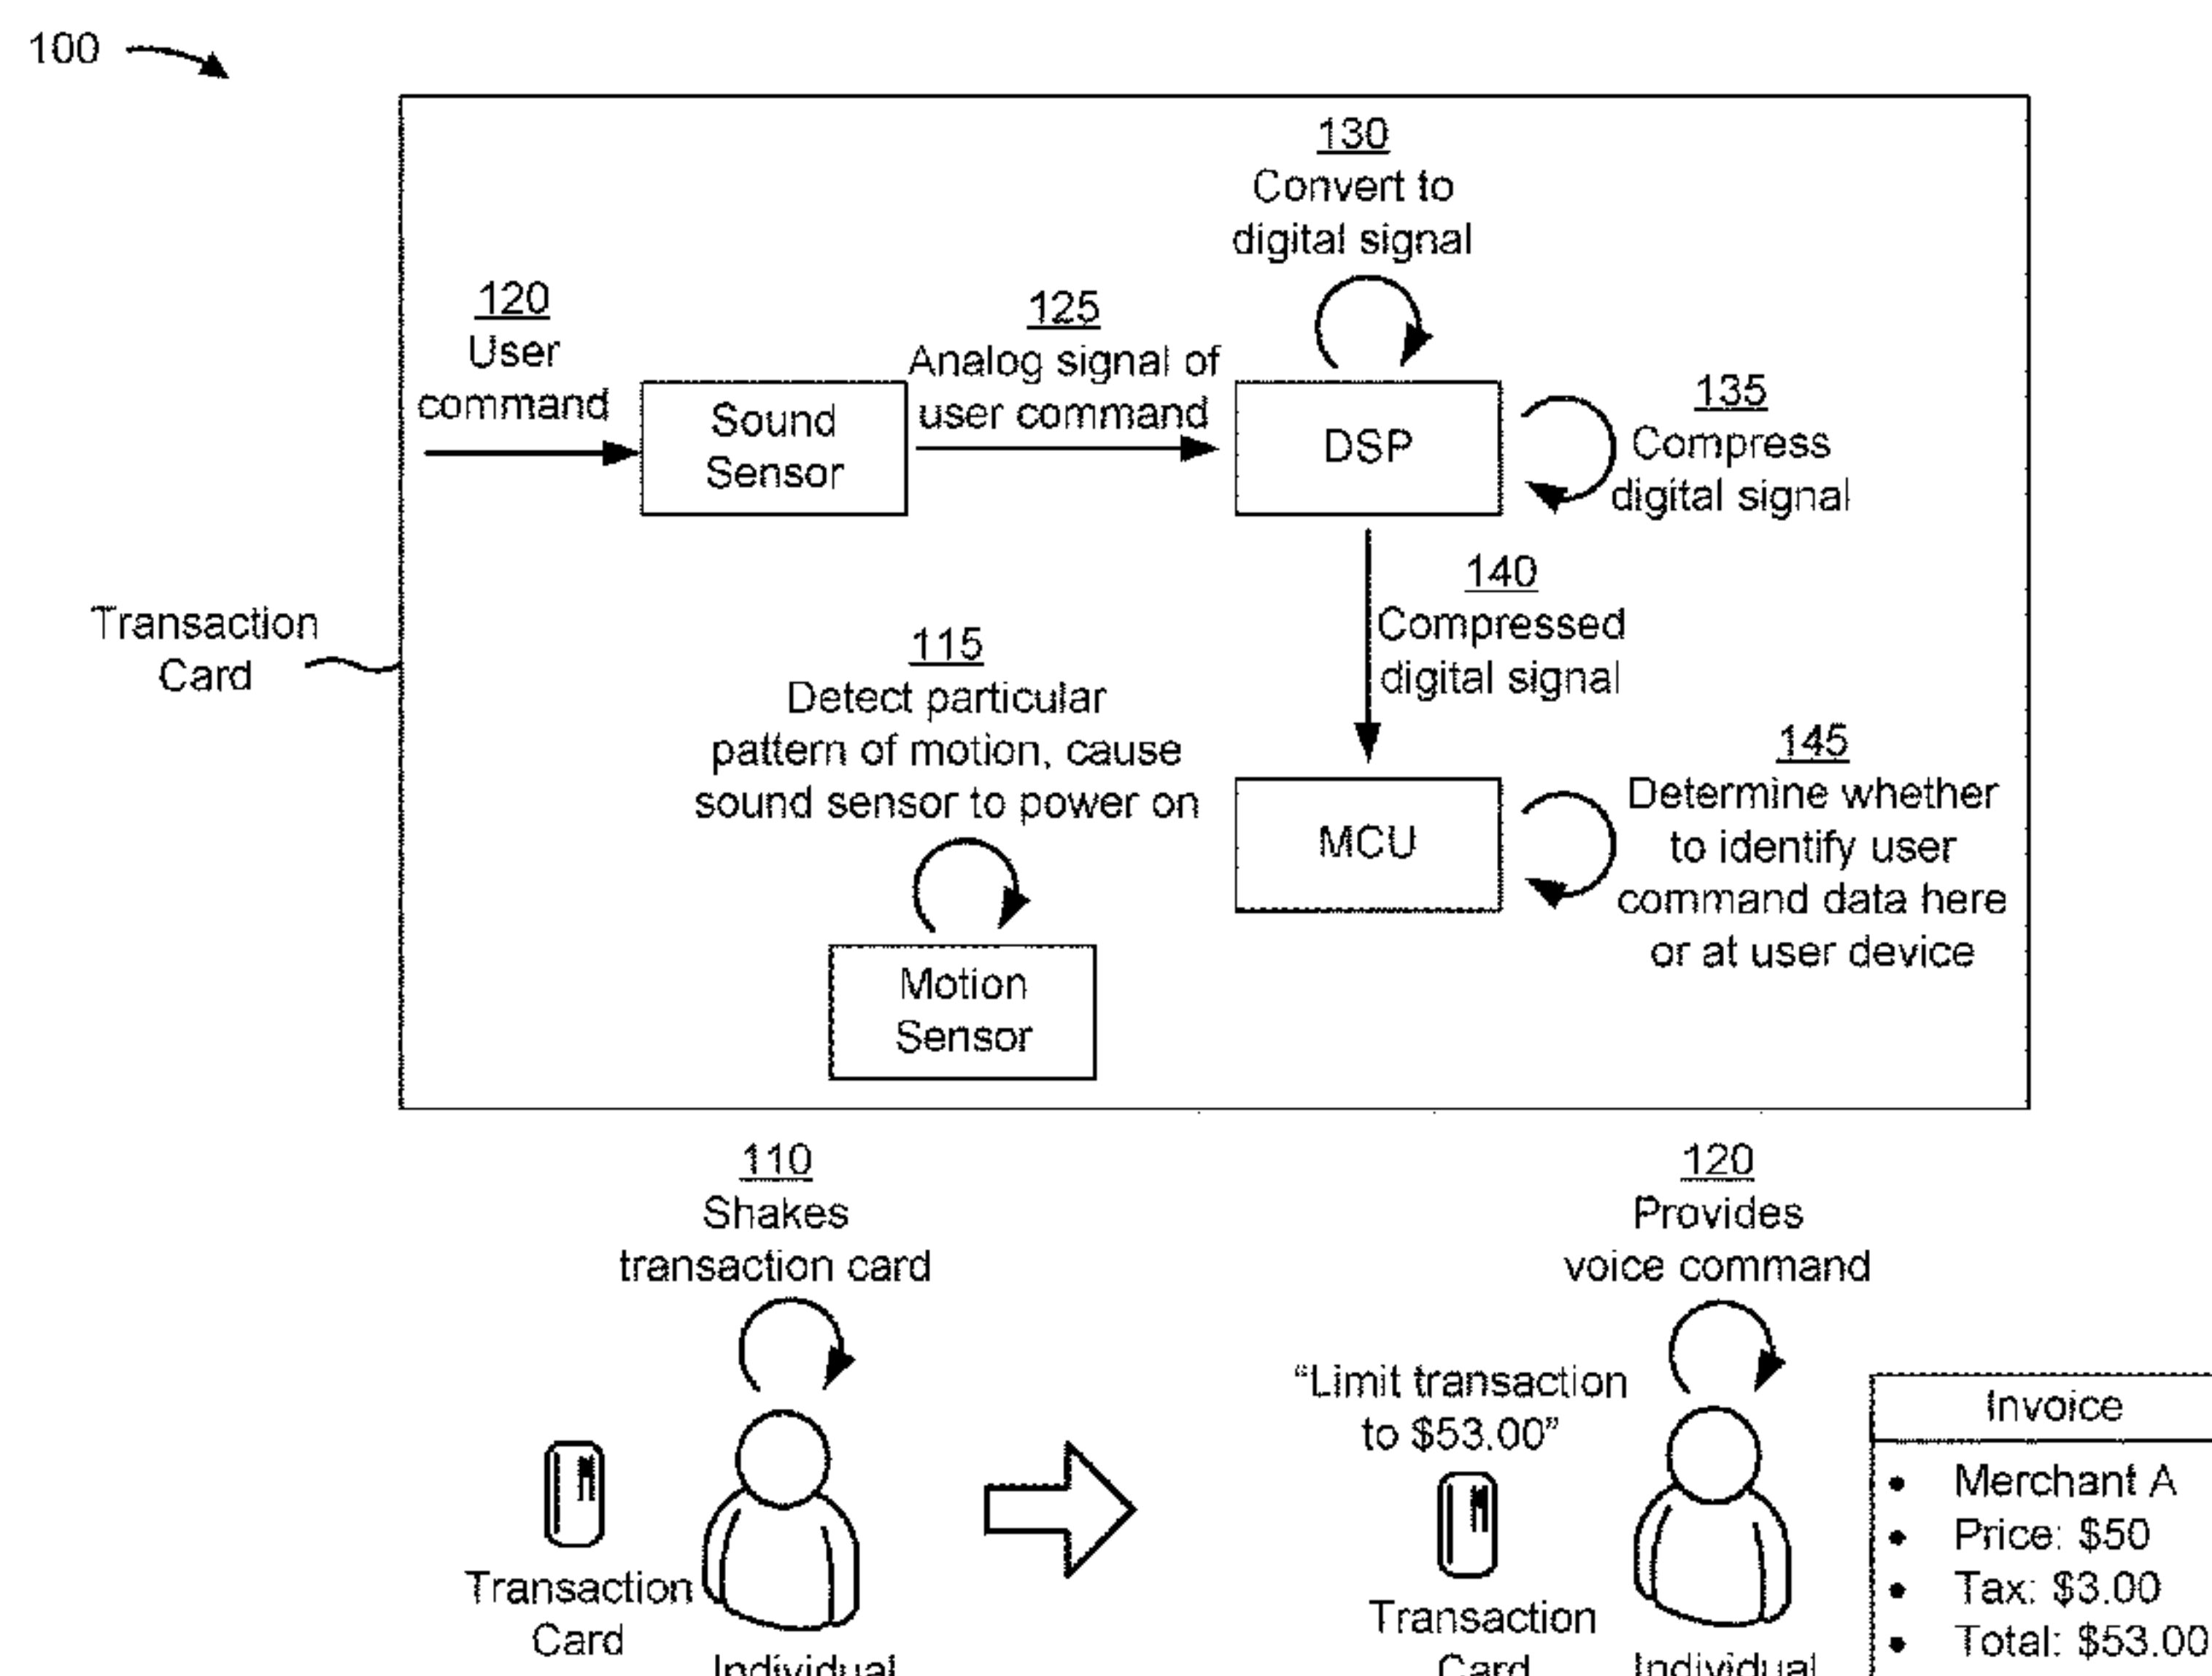 100
130
Convert to
digital signal
120
User
command
125
Analog signal of
user command
Sound
Sensor
DSP
135
Compress
digital signal
140
Compressed
digital signal
Transaction
Card
115
Detect particular
pattern of motion, cause
sound sensor to power on
MCU
145
Determine whether
to identify user
command data here
or at user device
Motion
Sensor
110
Shakes
transaction card
Transaction
Card
Individual
120
Provides
voice command
“Limit transaction
to $53.00”
Transaction
Card
Individual
Invoice
• Merchant A
• Price: $50
• Tax: $3.00
• Total: $53.00